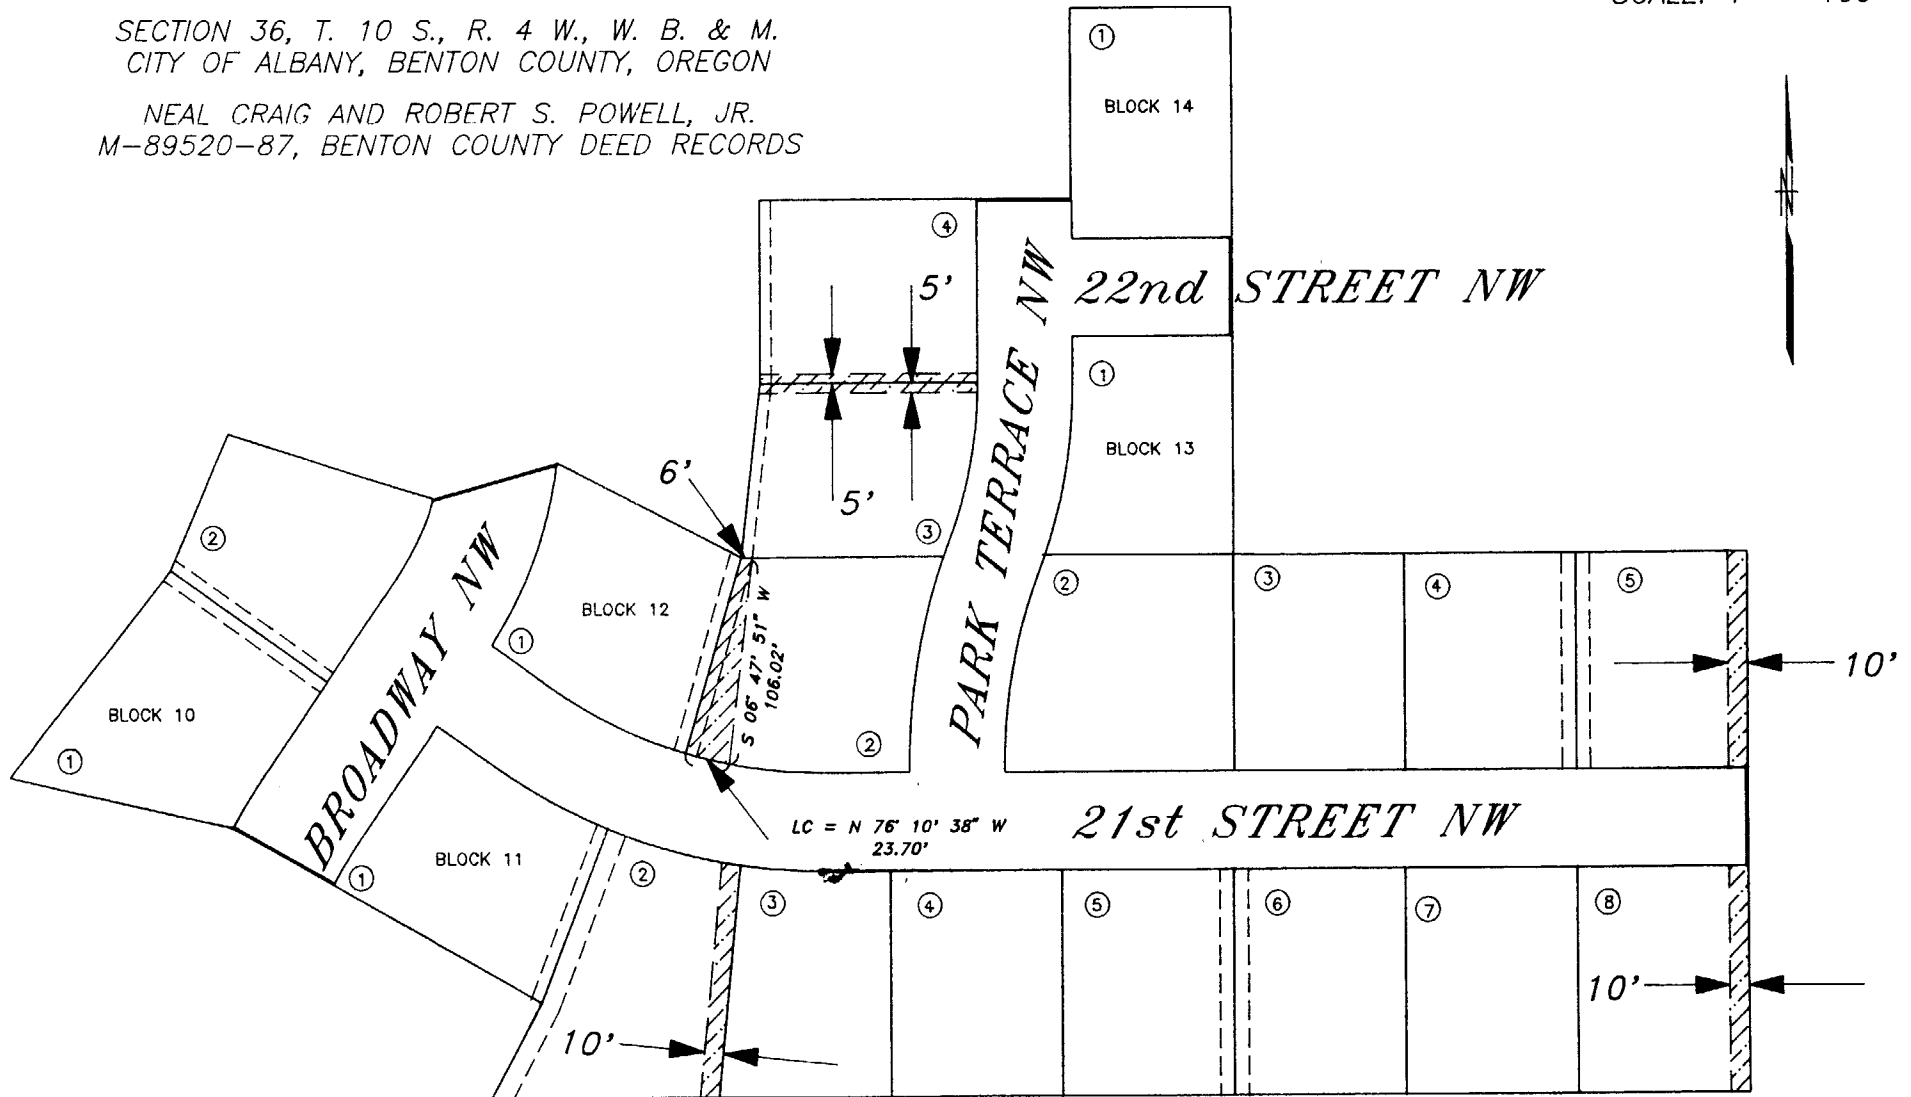 SECTION 36, T. 10 S., R. 4 W., W. B. & M.
CITY OF ALBANY, BENTON COUNTY, OREGON
NEAL CRAIG AND ROBERT S. POWELL, JR.
M-89520-87, BENTON COUNTY DEED RECORDS
1
BLOCK 14
N
4
5'
22nd STREET NW
PARK TERRACE NW
1
BLOCK 13
6'
5'
3
2
BLOCK 12
1
S 06° 47' 51" W
106.02'
2
2
3
4
5
10'
BLOCK 10
1
BROADWAY NW
LC = N 76° 10' 38" W
23.70'
21st STREET NW
BLOCK 11
1
2
3
4
5
6
7
8
10'
10'